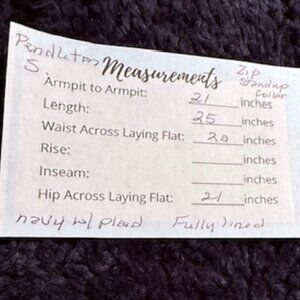 Pendleton
S
Measurements
Zip
Standup
Collar
Armpit to Armpit: 21 inches
Length: 25 inches
Waist Across Laying Flat: 20 inches
Rise: inches
Inseam: inches
Hip Across Laying Flat: 21 inches
navy w/ plaid Fully lined